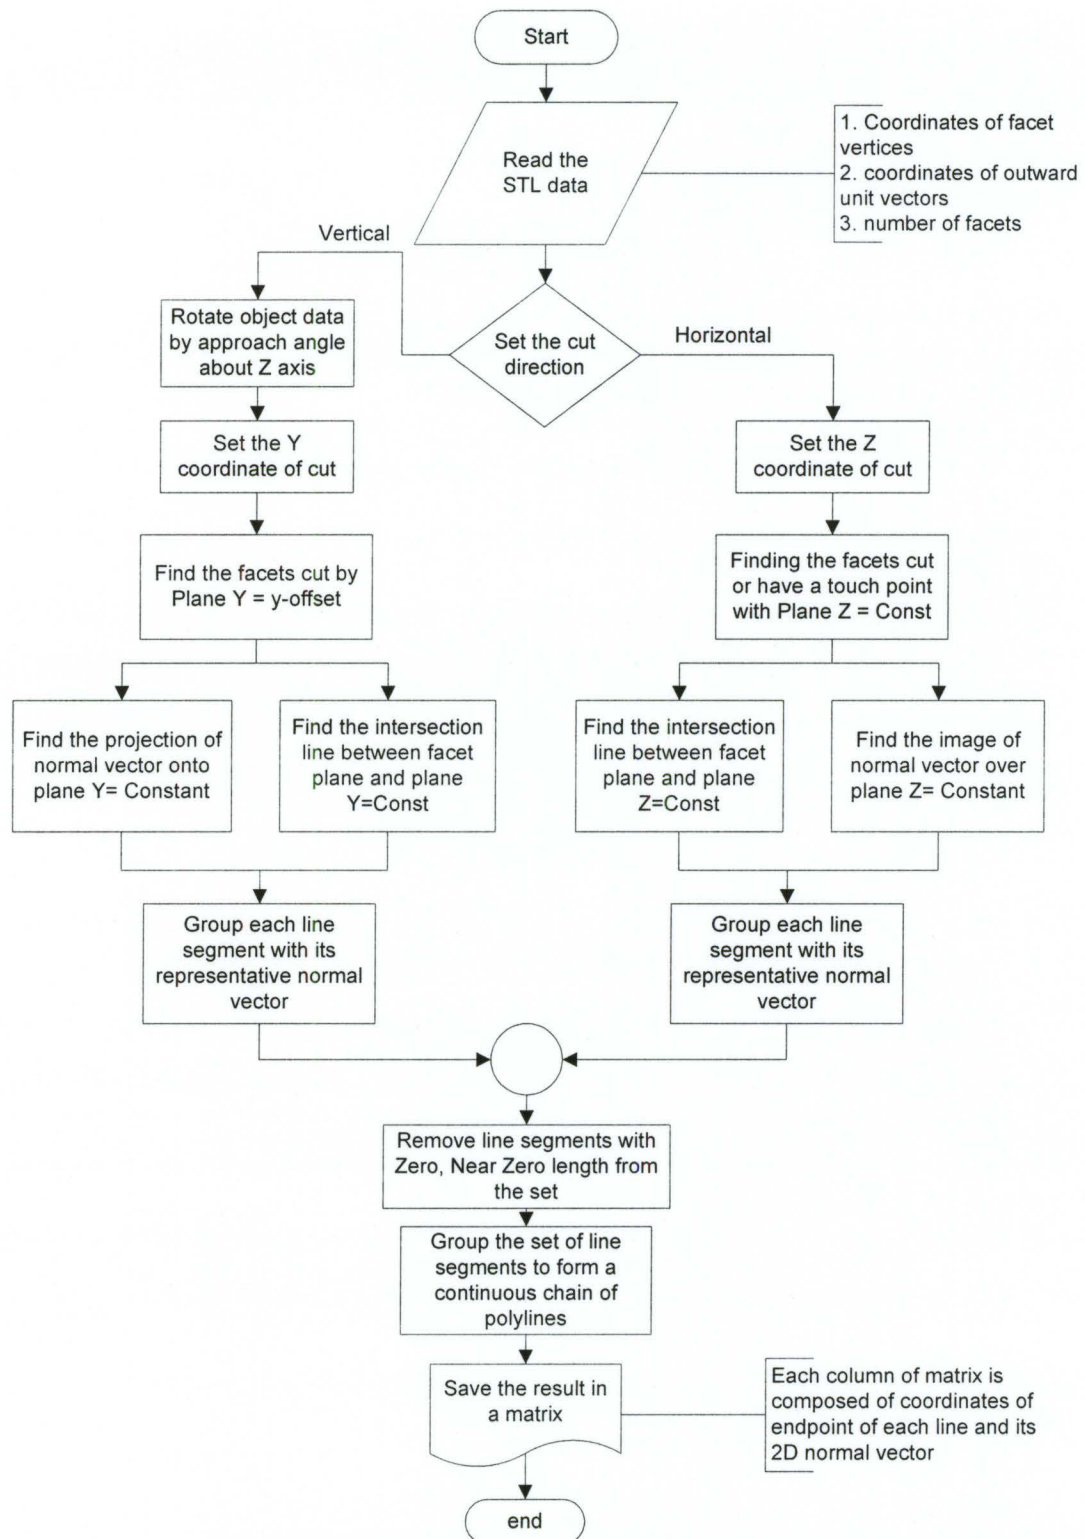 Start
Read the
STL data
1. Coordinates of facet
vertices
2. coordinates of outward
unit vectors
3. number of facets
Vertical
Rotate object data
by approach angle
about Z axis
Set the cut
direction
Horizontal
Set the Y
coordinate of cut
Set the Z
coordinate of cut
Find the facets cut by
Plane Y = y-offset
Finding the facets cut
or have a touch point
with Plane Z = Const
Find the projection of
normal vector onto
plane Y= Constant
Find the intersection
line between facet
plane and plane
Y=Const
Find the intersection
line between facet
plane and plane
Z=Const
Find the image of
normal vector over
plane Z= Constant
Group each line
segment with its
representative normal
vector
Group each line
segment with its
representative normal
vector
Remove line segments with
Zero, Near Zero length from
the set
Group the set of line
segments to form a
continuous chain of
polylines
Save the result in
a matrix
Each column of matrix is
composed of coordinates of
endpoint of each line and its
2D normal vector
end